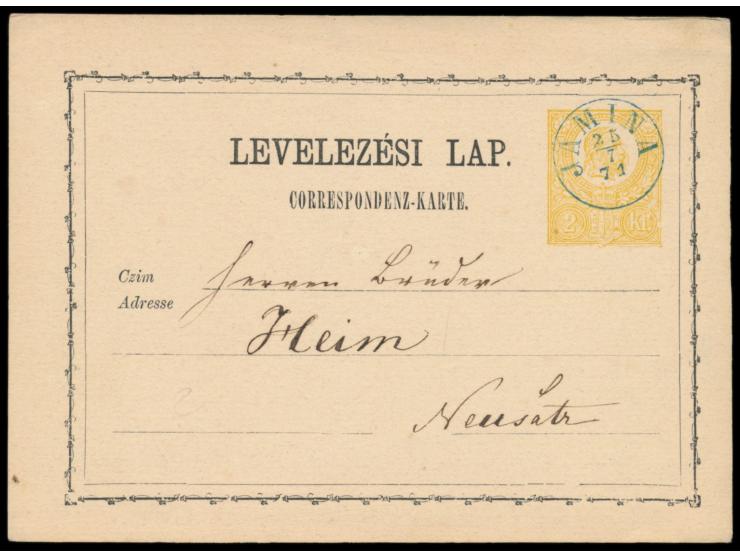 LEVELEZÉSI LAP.
CORRESPONDENZ-KARTE.
JAMINA
25
7
71
2 Kr.
Czim
Adresse
Herren Brüder
Heim
Neusatz